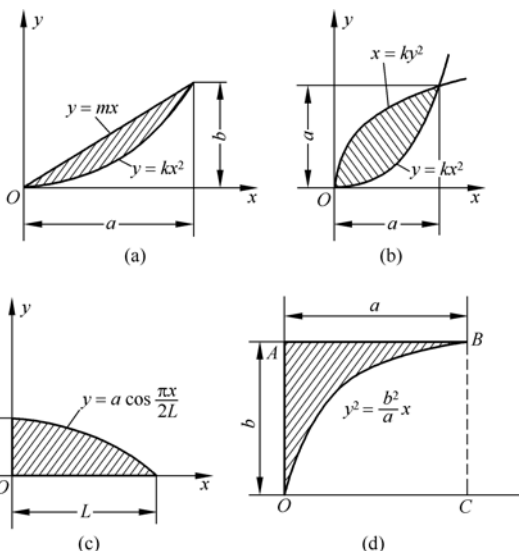 y
y = mx
b
y = kx²
O
x
a
(a)
y
x = ky²
a
y = kx²
O
x
a
(b)
y
y = a cos πx/2L
O
x
L
(c)
a
A
B
b
y² = b²/a x
O
C
(d)